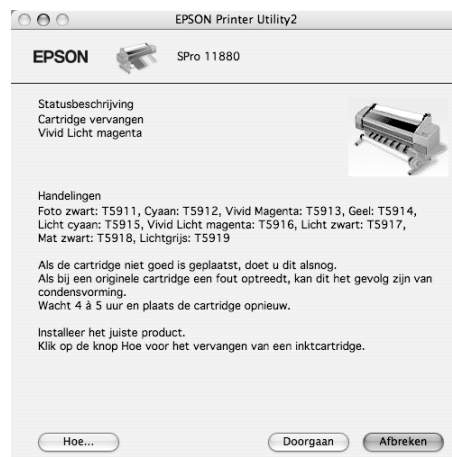 EPSON Printer Utility2
EPSON
SPro 11880
Statusbeschrijving
Cartridge vervangen
Vivid Licht magenta
Handelingen
Foto zwart: T5911, Cyaan: T5912, Vivid Magenta: T5913, Geel: T5914,
Licht cyaan: T5915, Vivid Licht magenta: T5916, Licht zwart: T5917,
Mat zwart: T5918, Lichtgrijs: T5919
Als de cartridge niet goed is geplaatst, doet u dit alsnog.
Als bij een originele cartridge een fout optreedt, kan dit het gevolg zijn van
condensvorming.
Wacht 4 à 5 uur en plaats de cartridge opnieuw.
Installeer het juiste product.
Klik op de knop Hoe voor het vervangen van een inktcartridge.
Hoe...
Doorgaan
Afbreken